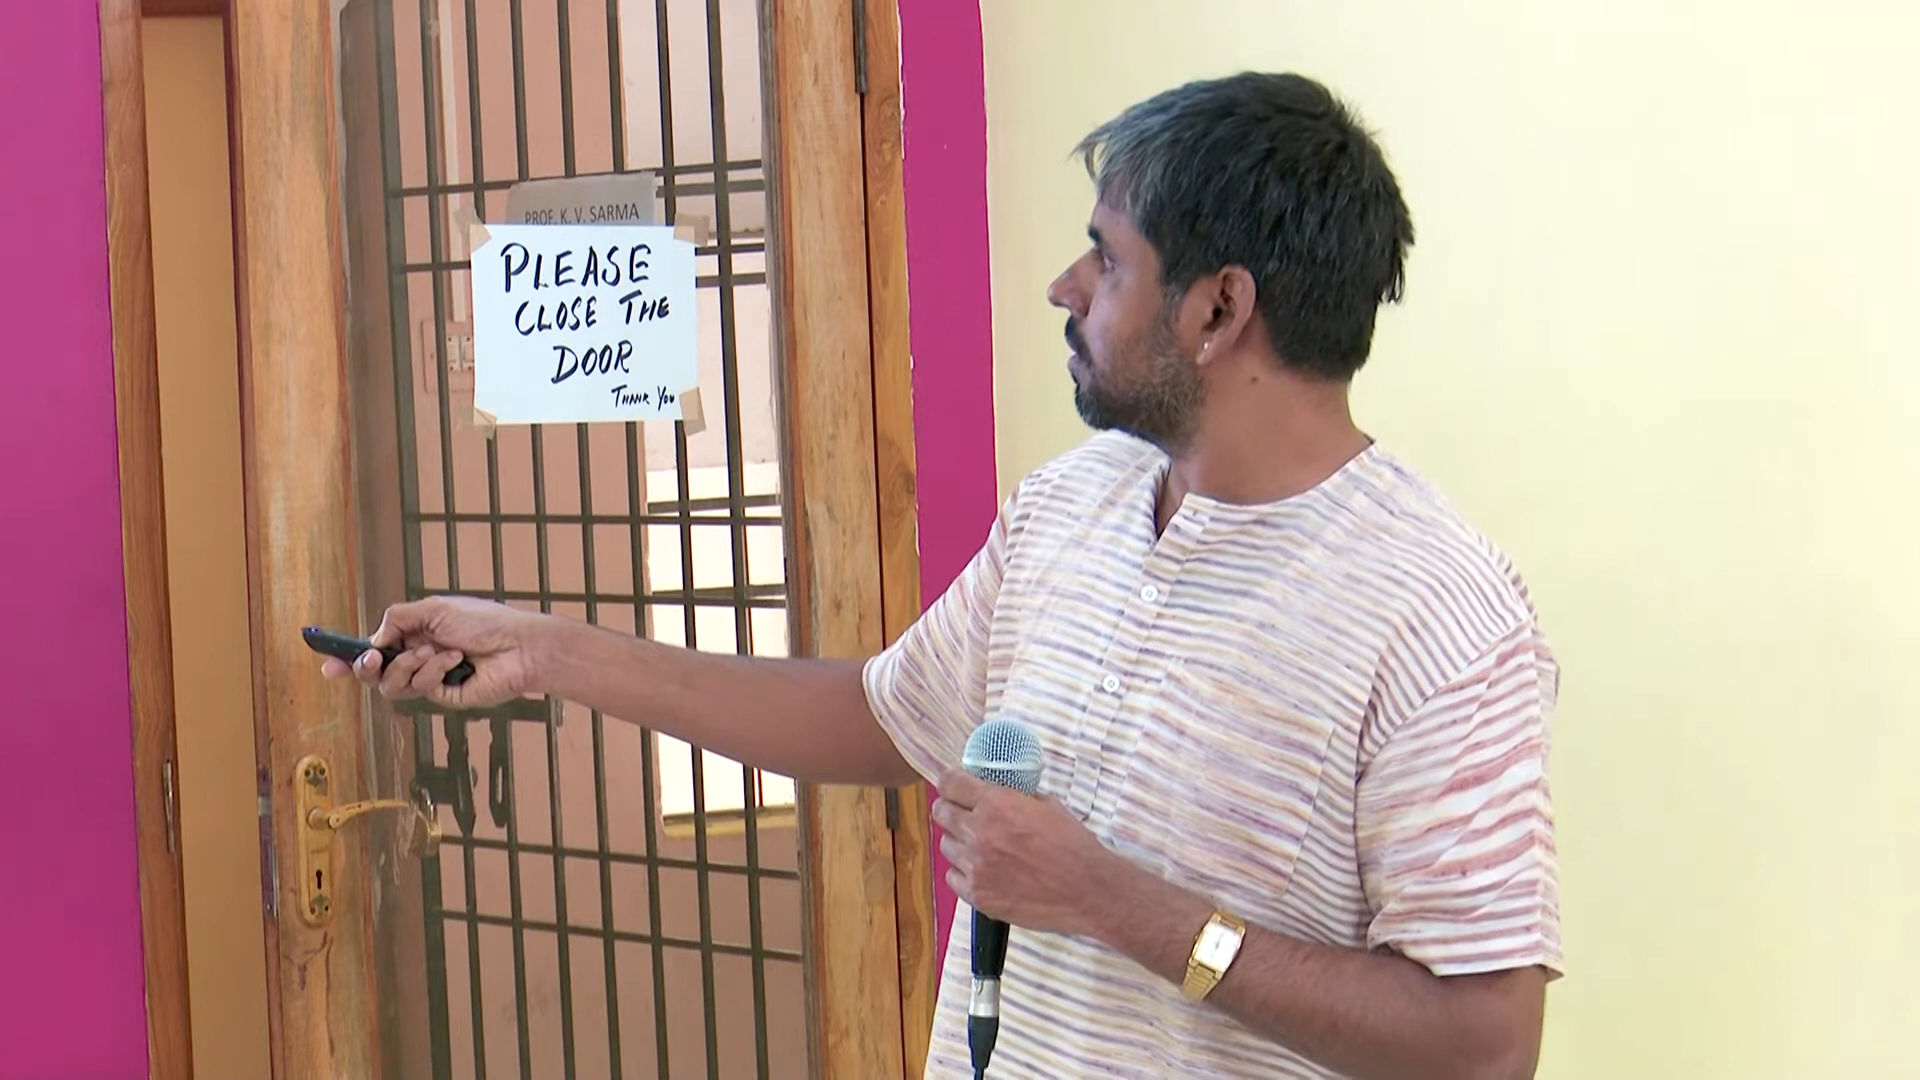 PROF. K. V. SARMA
PLEASE
CLOSE THE
DOOR
THANK YOU